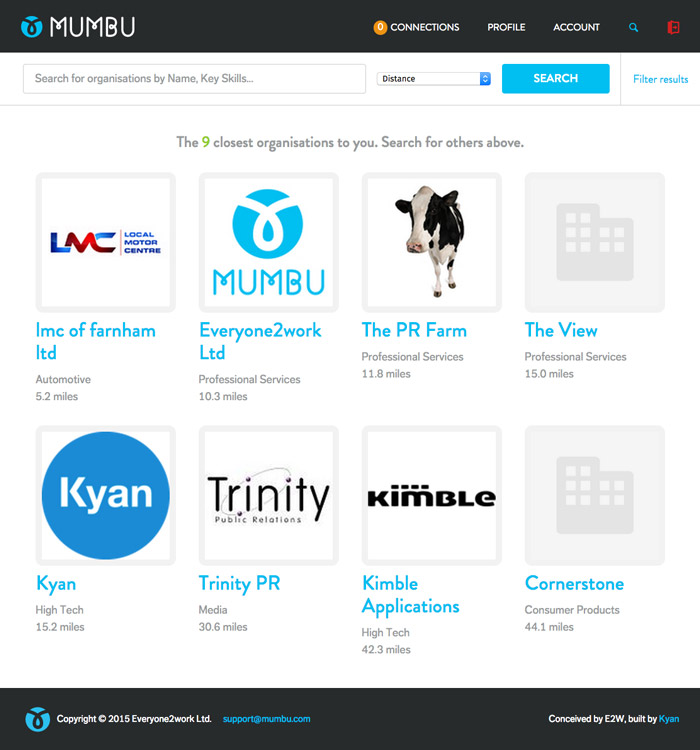 MUMBU
0 CONNECTIONS PROFILE ACCOUNT
Search for organisations by Name, Key Skills... Distance SEARCH Filter results
The 9 closest organisations to you. Search for others above.
LMC LOCAL MOTOR CENTRE
MUMBU
lmc of farnham ltd
Automotive
5.2 miles
Everyone2work Ltd
Professional Services
10.3 miles
The PR Farm
Professional Services
11.8 miles
The View
Professional Services
15.0 miles
Kyan
Trinity
Public Relations
KimBLE
Kyan
High Tech
15.2 miles
Trinity PR
Media
30.6 miles
Kimble Applications
High Tech
42.3 miles
Cornerstone
Consumer Products
44.1 miles
Copyright © 2015 Everyone2work Ltd. support@mumbu.com Conceived by E2W, built by Kyan